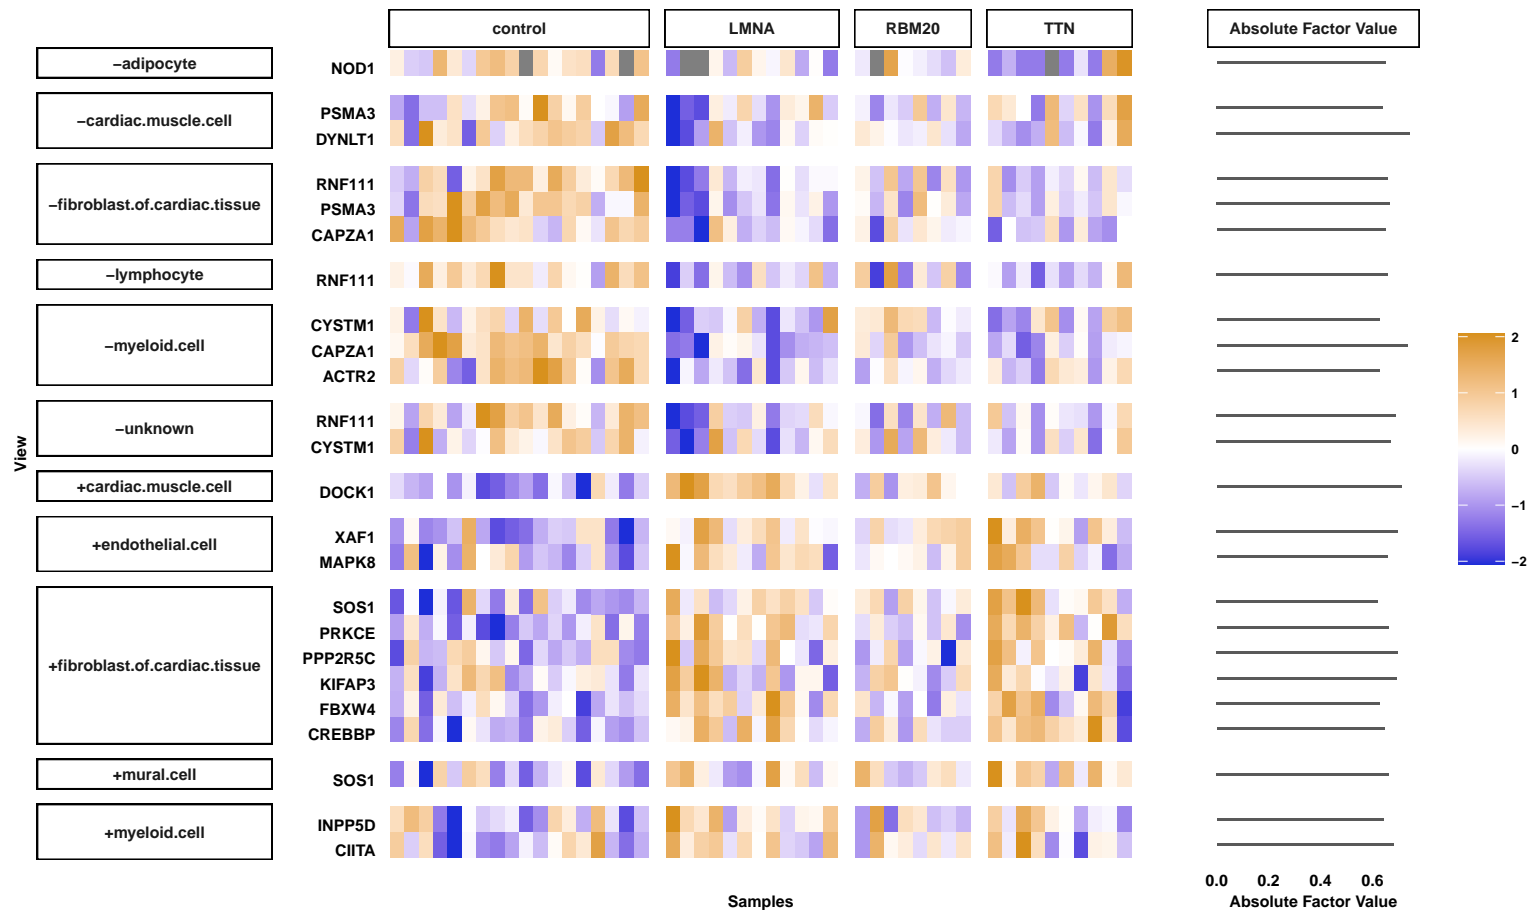 control
LMNA
RBM20
TTN
Absolute Factor Value
−adipocyte
NOD1
−cardiac.muscle.cell
PSMA3
DYNLT1
−fibroblast.of.cardiac.tissue
RNF111
PSMA3
CAPZA1
−lymphocyte
RNF111
−myeloid.cell
CYSTM1
CAPZA1
ACTR2
−unknown
RNF111
CYSTM1
+cardiac.muscle.cell
DOCK1
+endothelial.cell
XAF1
MAPK8
+fibroblast.of.cardiac.tissue
SOS1
PRKCE
PPP2R5C
KIFAP3
FBXW4
CREBBP
+mural.cell
SOS1
+myeloid.cell
INPP5D
CIITA
View
2
1
0
−1
−2
0.0 0.2 0.4 0.6
Samples
Absolute Factor Value